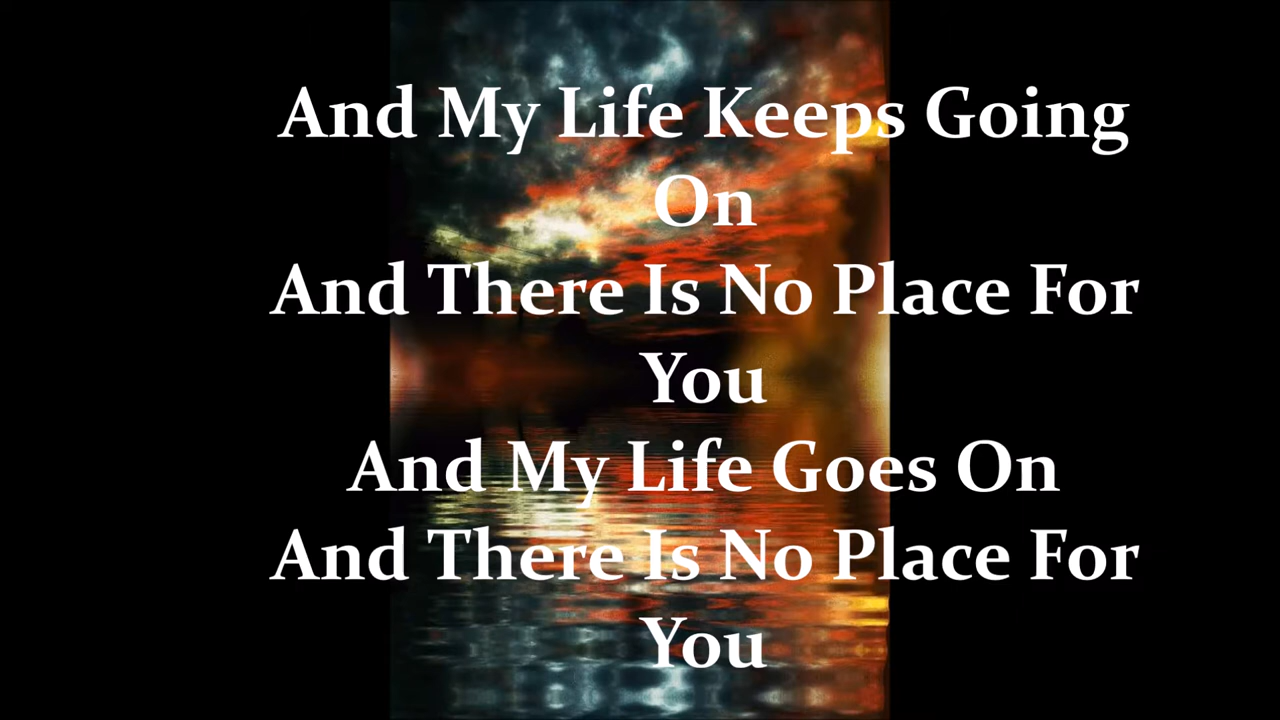 And My Life Keeps Going
On
And There Is No Place For
You
And My Life Goes On
And There Is No Place For
You